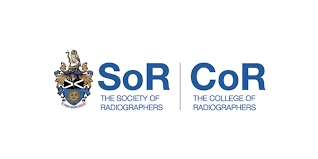 SoR
THE SOCIETY OF
RADIOGRAPHERS
CoR
THE COLLEGE OF
RADIOGRAPHERS